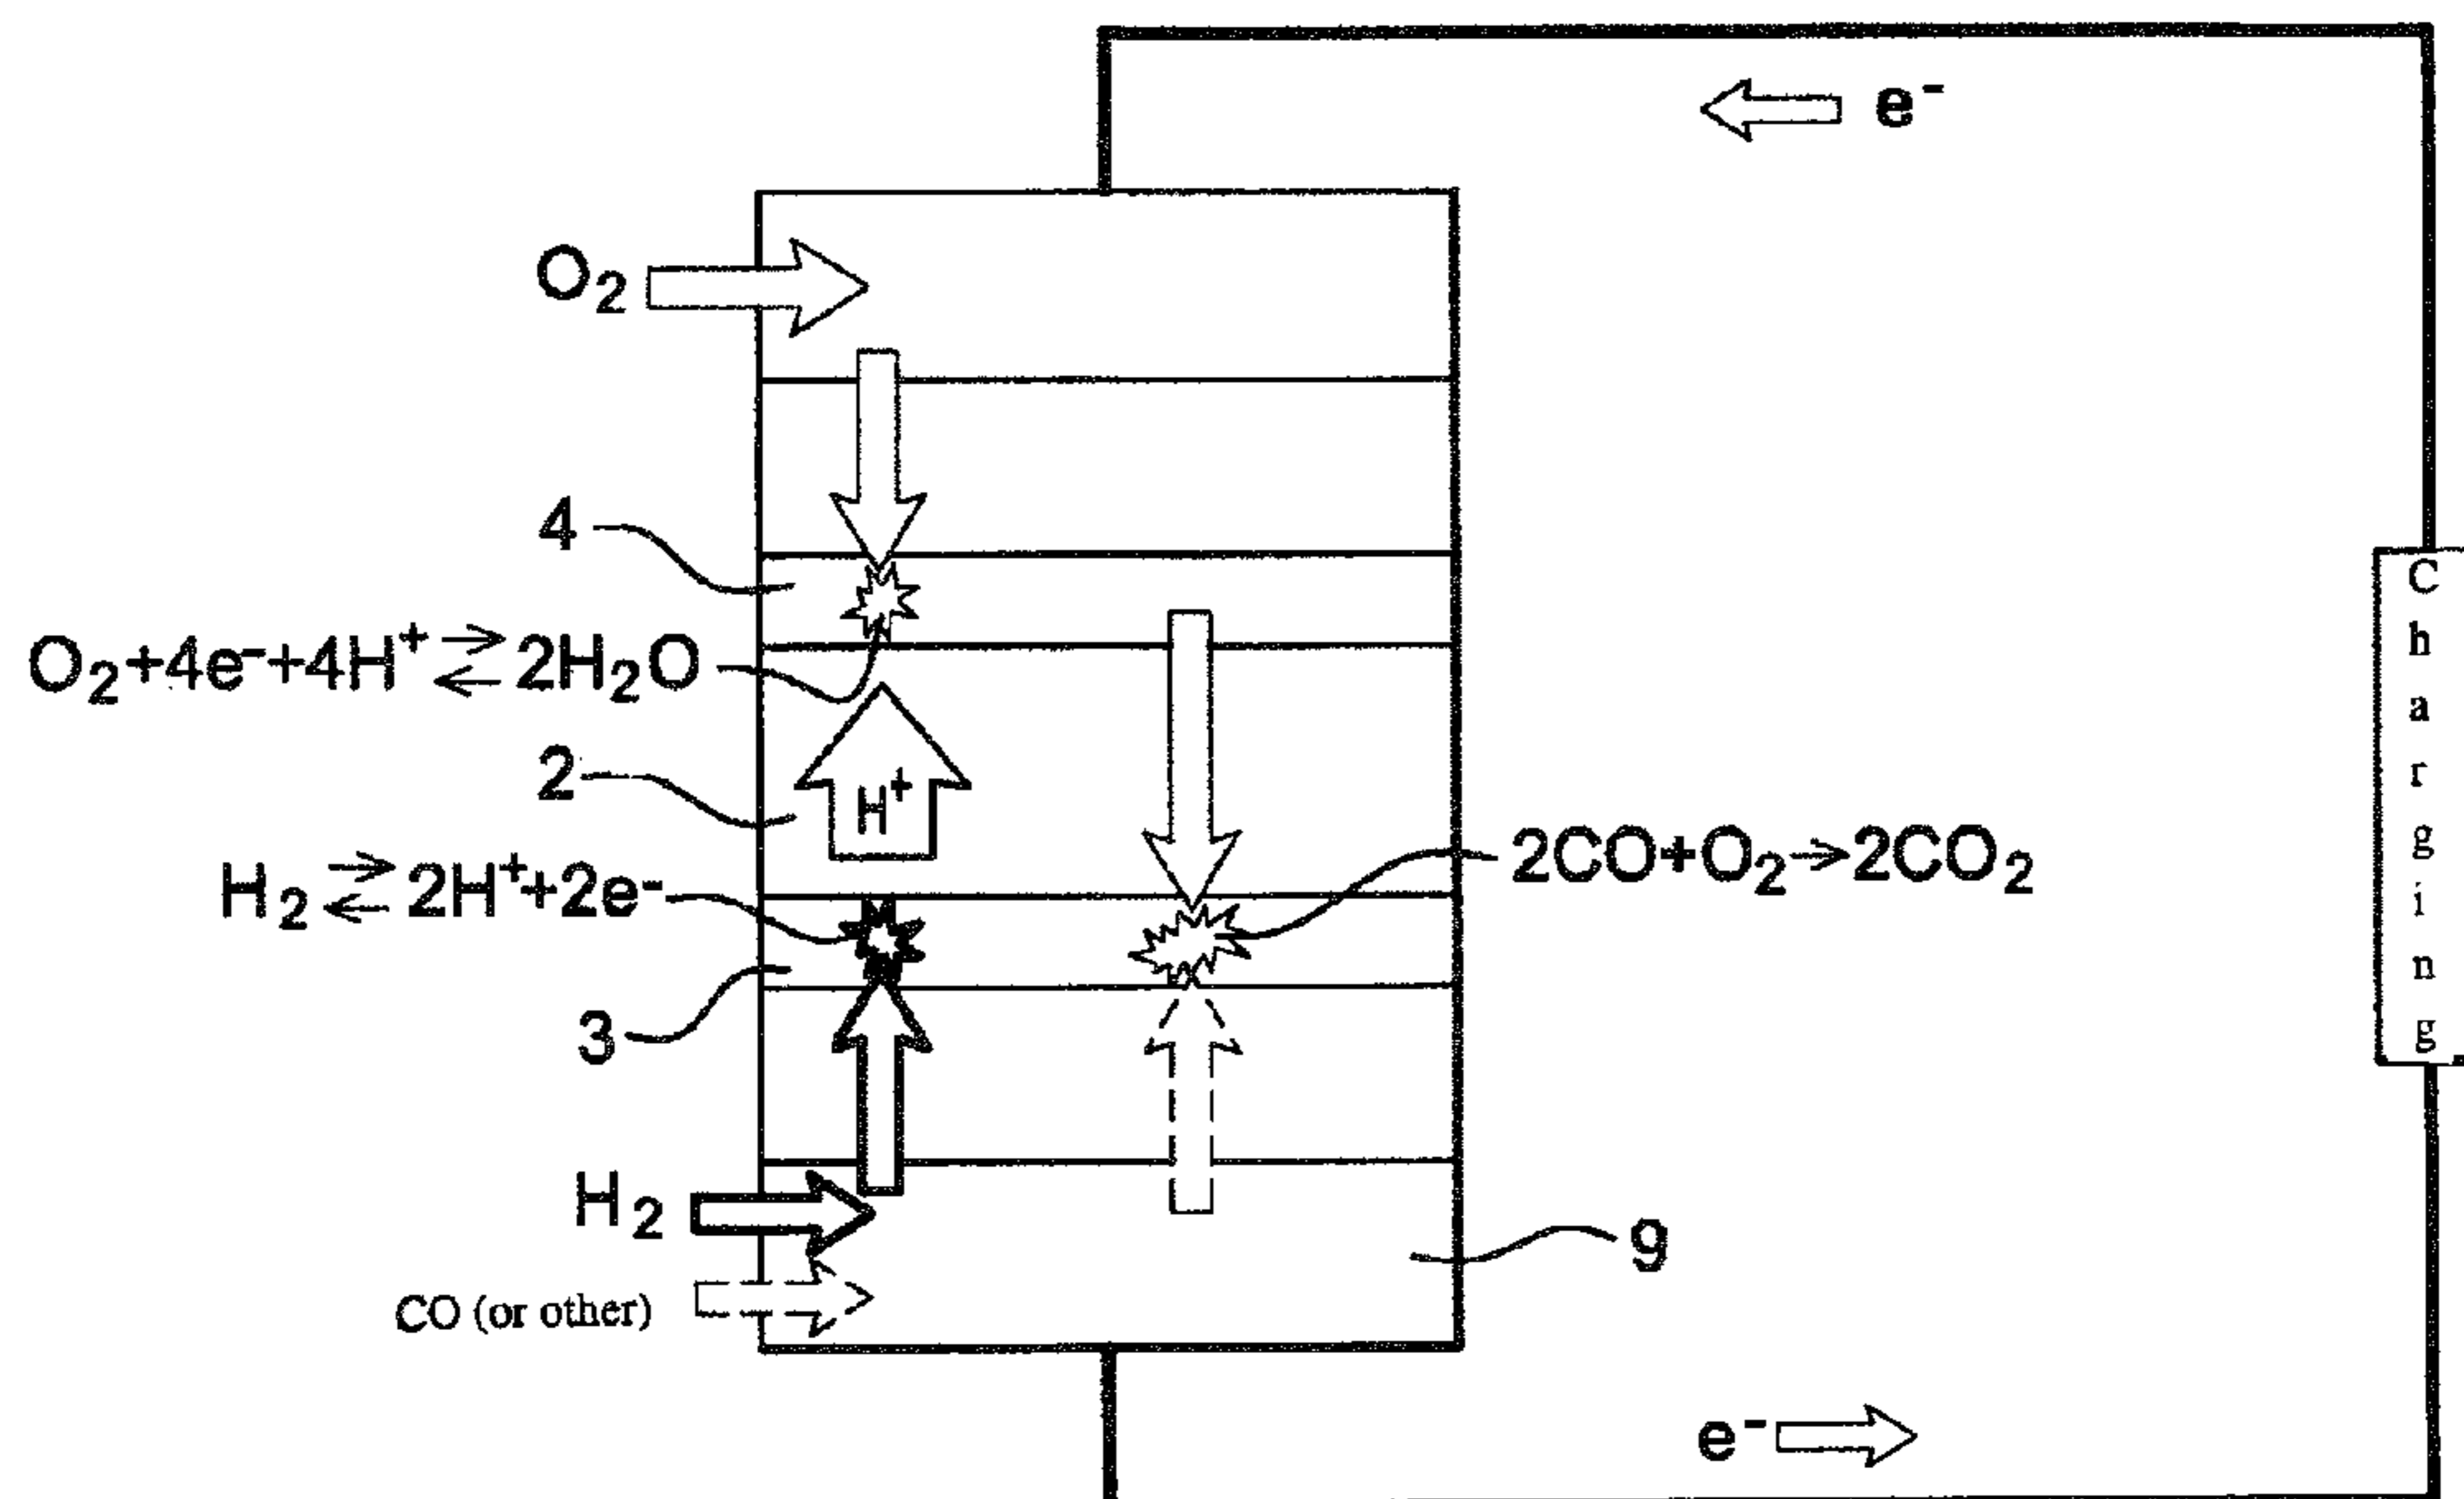 e⁻
O₂
4
O₂+4e⁻+4H⁺⇄2H₂O
2
H⁺
H₂⇄2H⁺+2e⁻
2CO+O₂→2CO₂
3
H₂
9
CO (or other)
e⁻
Charging